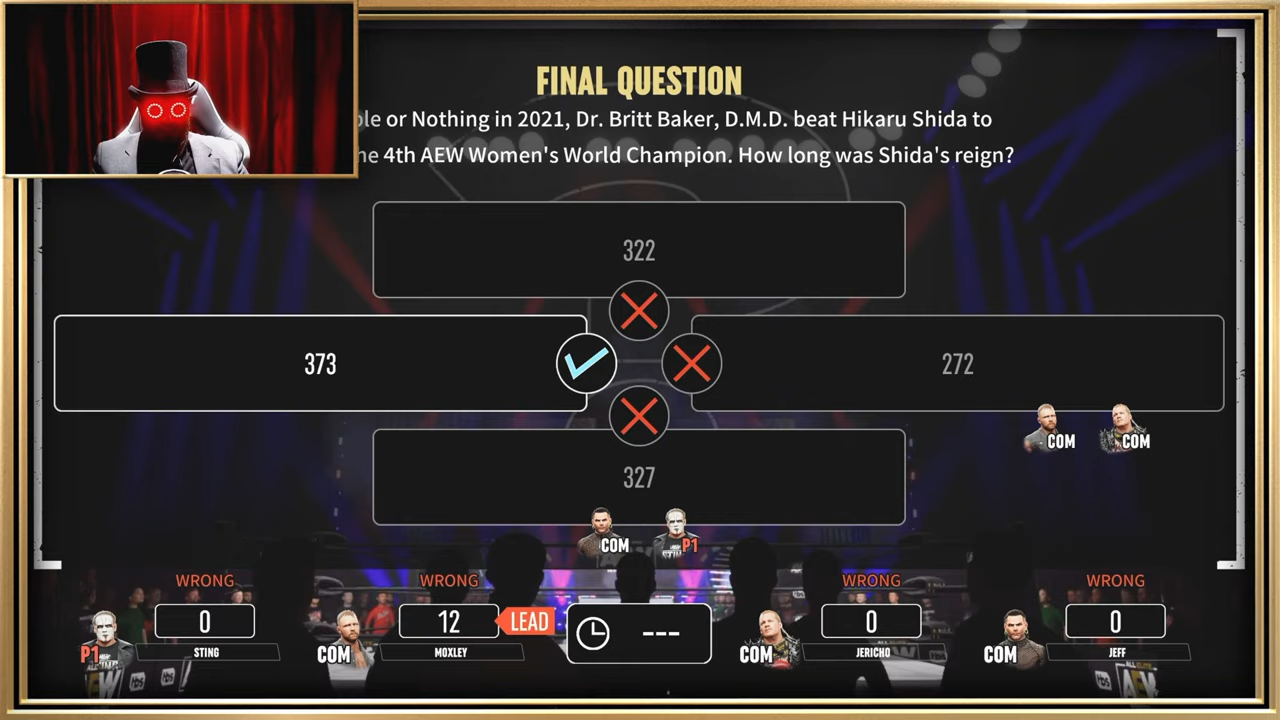 FINAL QUESTION
or Nothing in 2021, Dr. Britt Baker, D.M.D. beat Hikaru Shida to
4th AEW Women's World Champion. How long was Shida's reign?
322
373
272
327
COM
COM
COM
P1
WRONG
WRONG
WRONG
WRONG
0
12
LEAD
---
0
0
P1
STING
COM
MOXLEY
COM
JERICHO
COM
JEFF